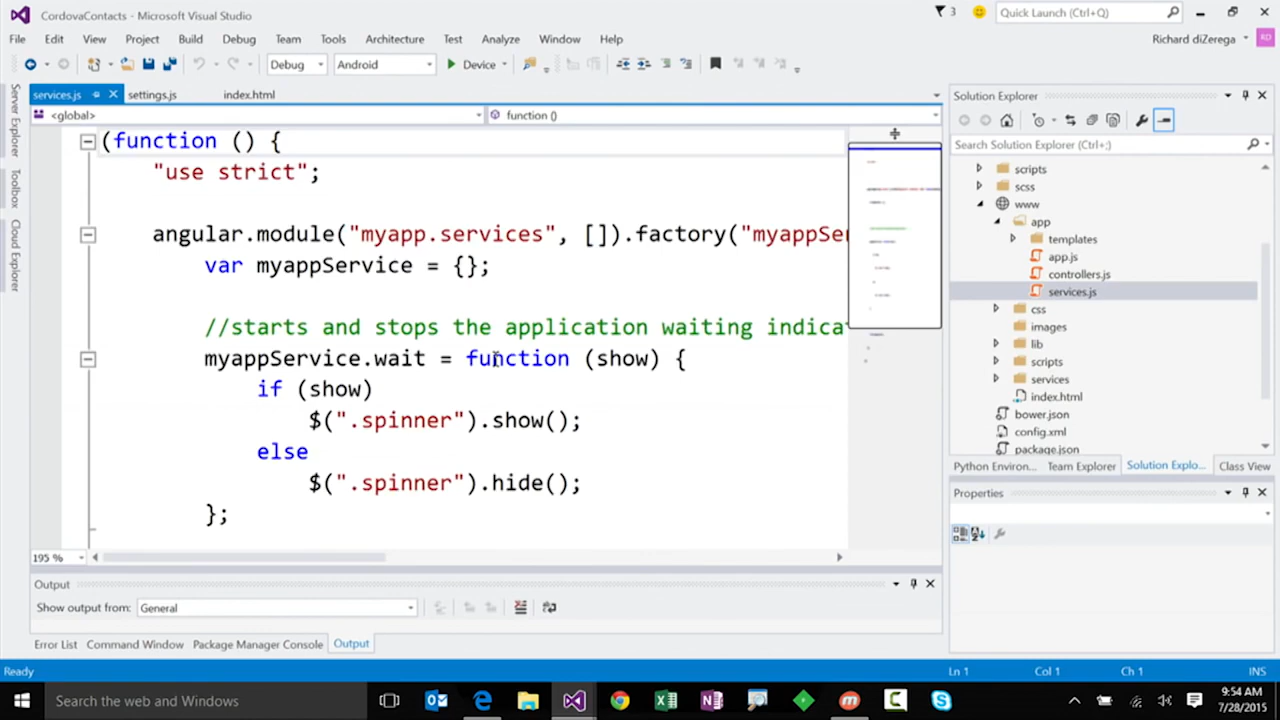 CordovaContacts - Microsoft Visual Studio
3
Quick Launch (Ctrl+Q)
File Edit View Project Build Debug Team Tools Architecture Test Analyze Window Help
Richard diZerega
RD
Debug
Android
Device
Server Explorer
Toolbox
Cloud Explorer
services.js settings.js index.html
<global>
function ()
(function () {
"use strict";
angular.module("myapp.services", []).factory("myappSer
var myappService = {};
//starts and stops the application waiting indica
myappService.wait = function (show) {
if (show)
$(".spinner").show();
else
$(".spinner").hide();
};
195 %
Output
Show output from: General
Error List Command Window Package Manager Console Output
Solution Explorer
Search Solution Explorer (Ctrl+;)
scripts
scss
www
app
templates
app.js
controllers.js
services.js
css
images
lib
scripts
services
index.html
bower.json
config.xml
package.json
Python Environ... Team Explorer Solution Explo... Class View
Properties
Ready
Ln 1 Col 1 Ch 1 INS
Search the web and Windows
9:54 AM
7/28/2015